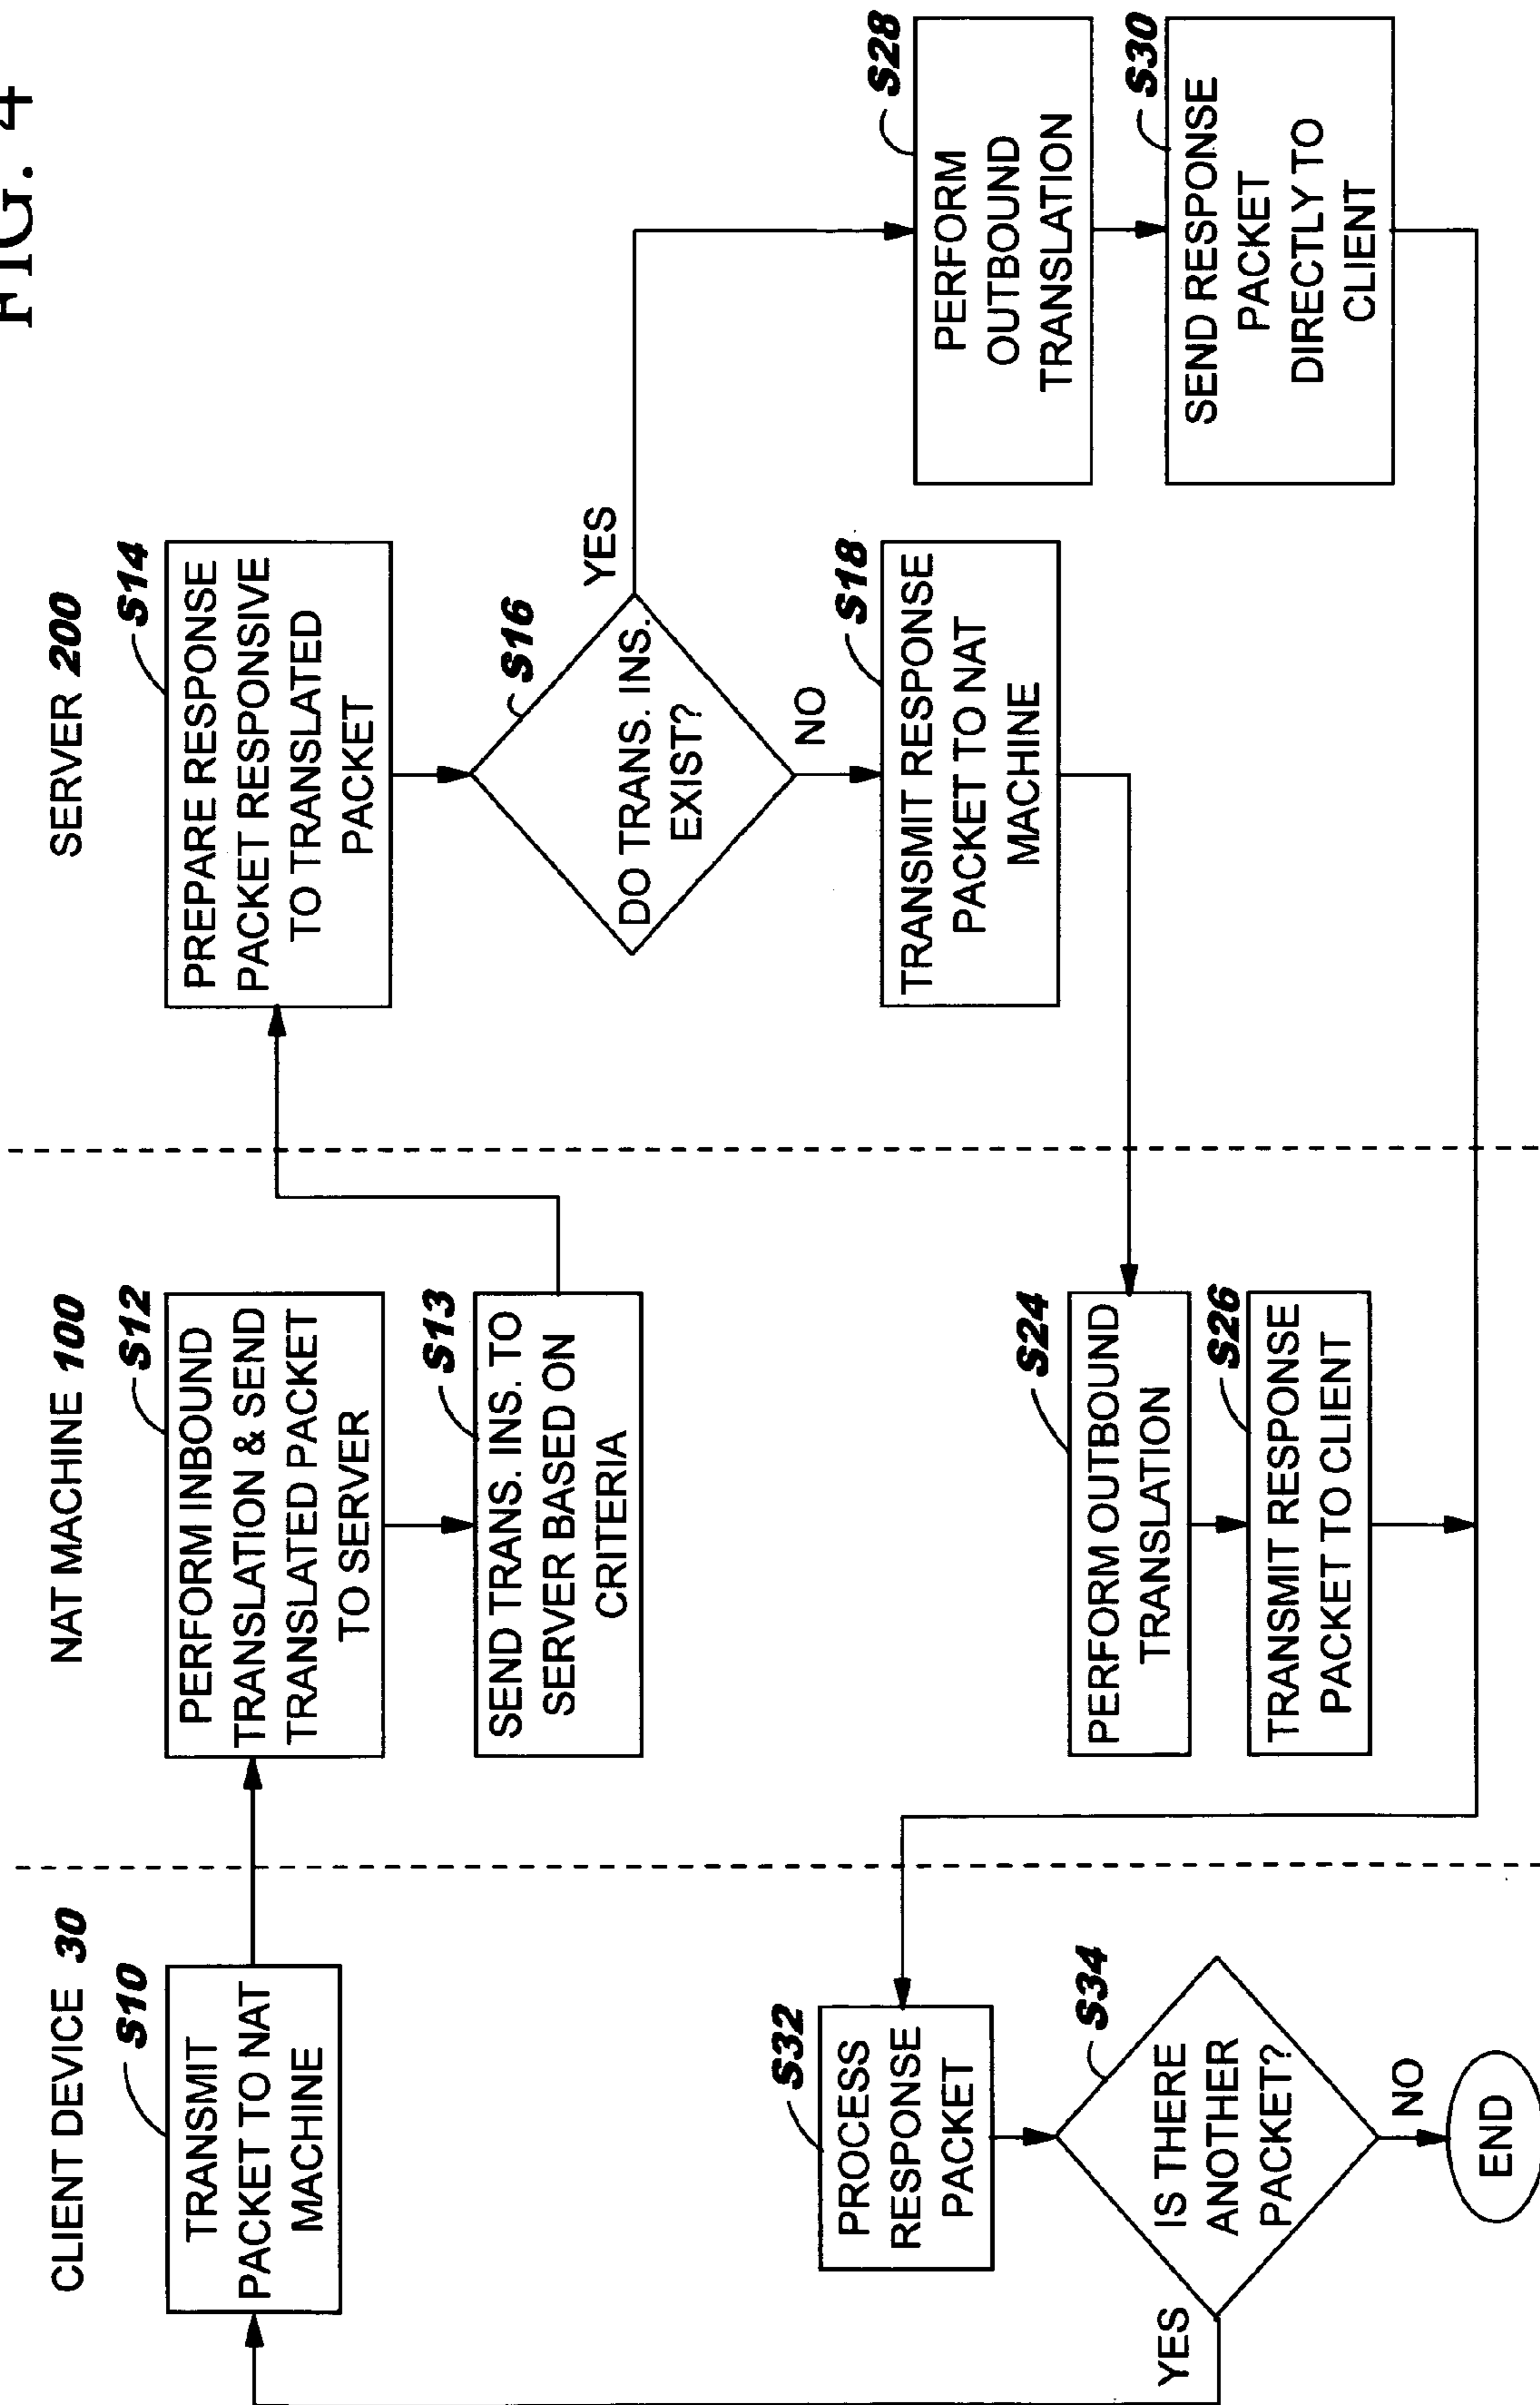 FIG. 4
CLIENT DEVICE 30
S10
TRANSMIT
PACKET TO NAT
MACHINE
S32
PROCESS
RESPONSE
PACKET
S34
IS THERE
ANOTHER
PACKET?
YES
NO
END
NAT MACHINE 100
S12
PERFORM INBOUND
TRANSLATION & SEND
TRANSLATED PACKET
TO SERVER
S13
SEND TRANS. INS. TO
SERVER BASED ON
CRITERIA
S24
PERFORM OUTBOUND
TRANSLATION
S26
TRANSMIT RESPONSE
PACKET TO CLIENT
SERVER 200
S14
PREPARE RESPONSE
PACKET RESPONSIVE
TO TRANSLATED
PACKET
S16
DO TRANS. INS.
EXIST?
YES
NO
S18
TRANSMIT RESPONSE
PACKET TO NAT
MACHINE
S28
PERFORM
OUTBOUND
TRANSLATION
S30
SEND RESPONSE
PACKET
DIRECTLY TO
CLIENT